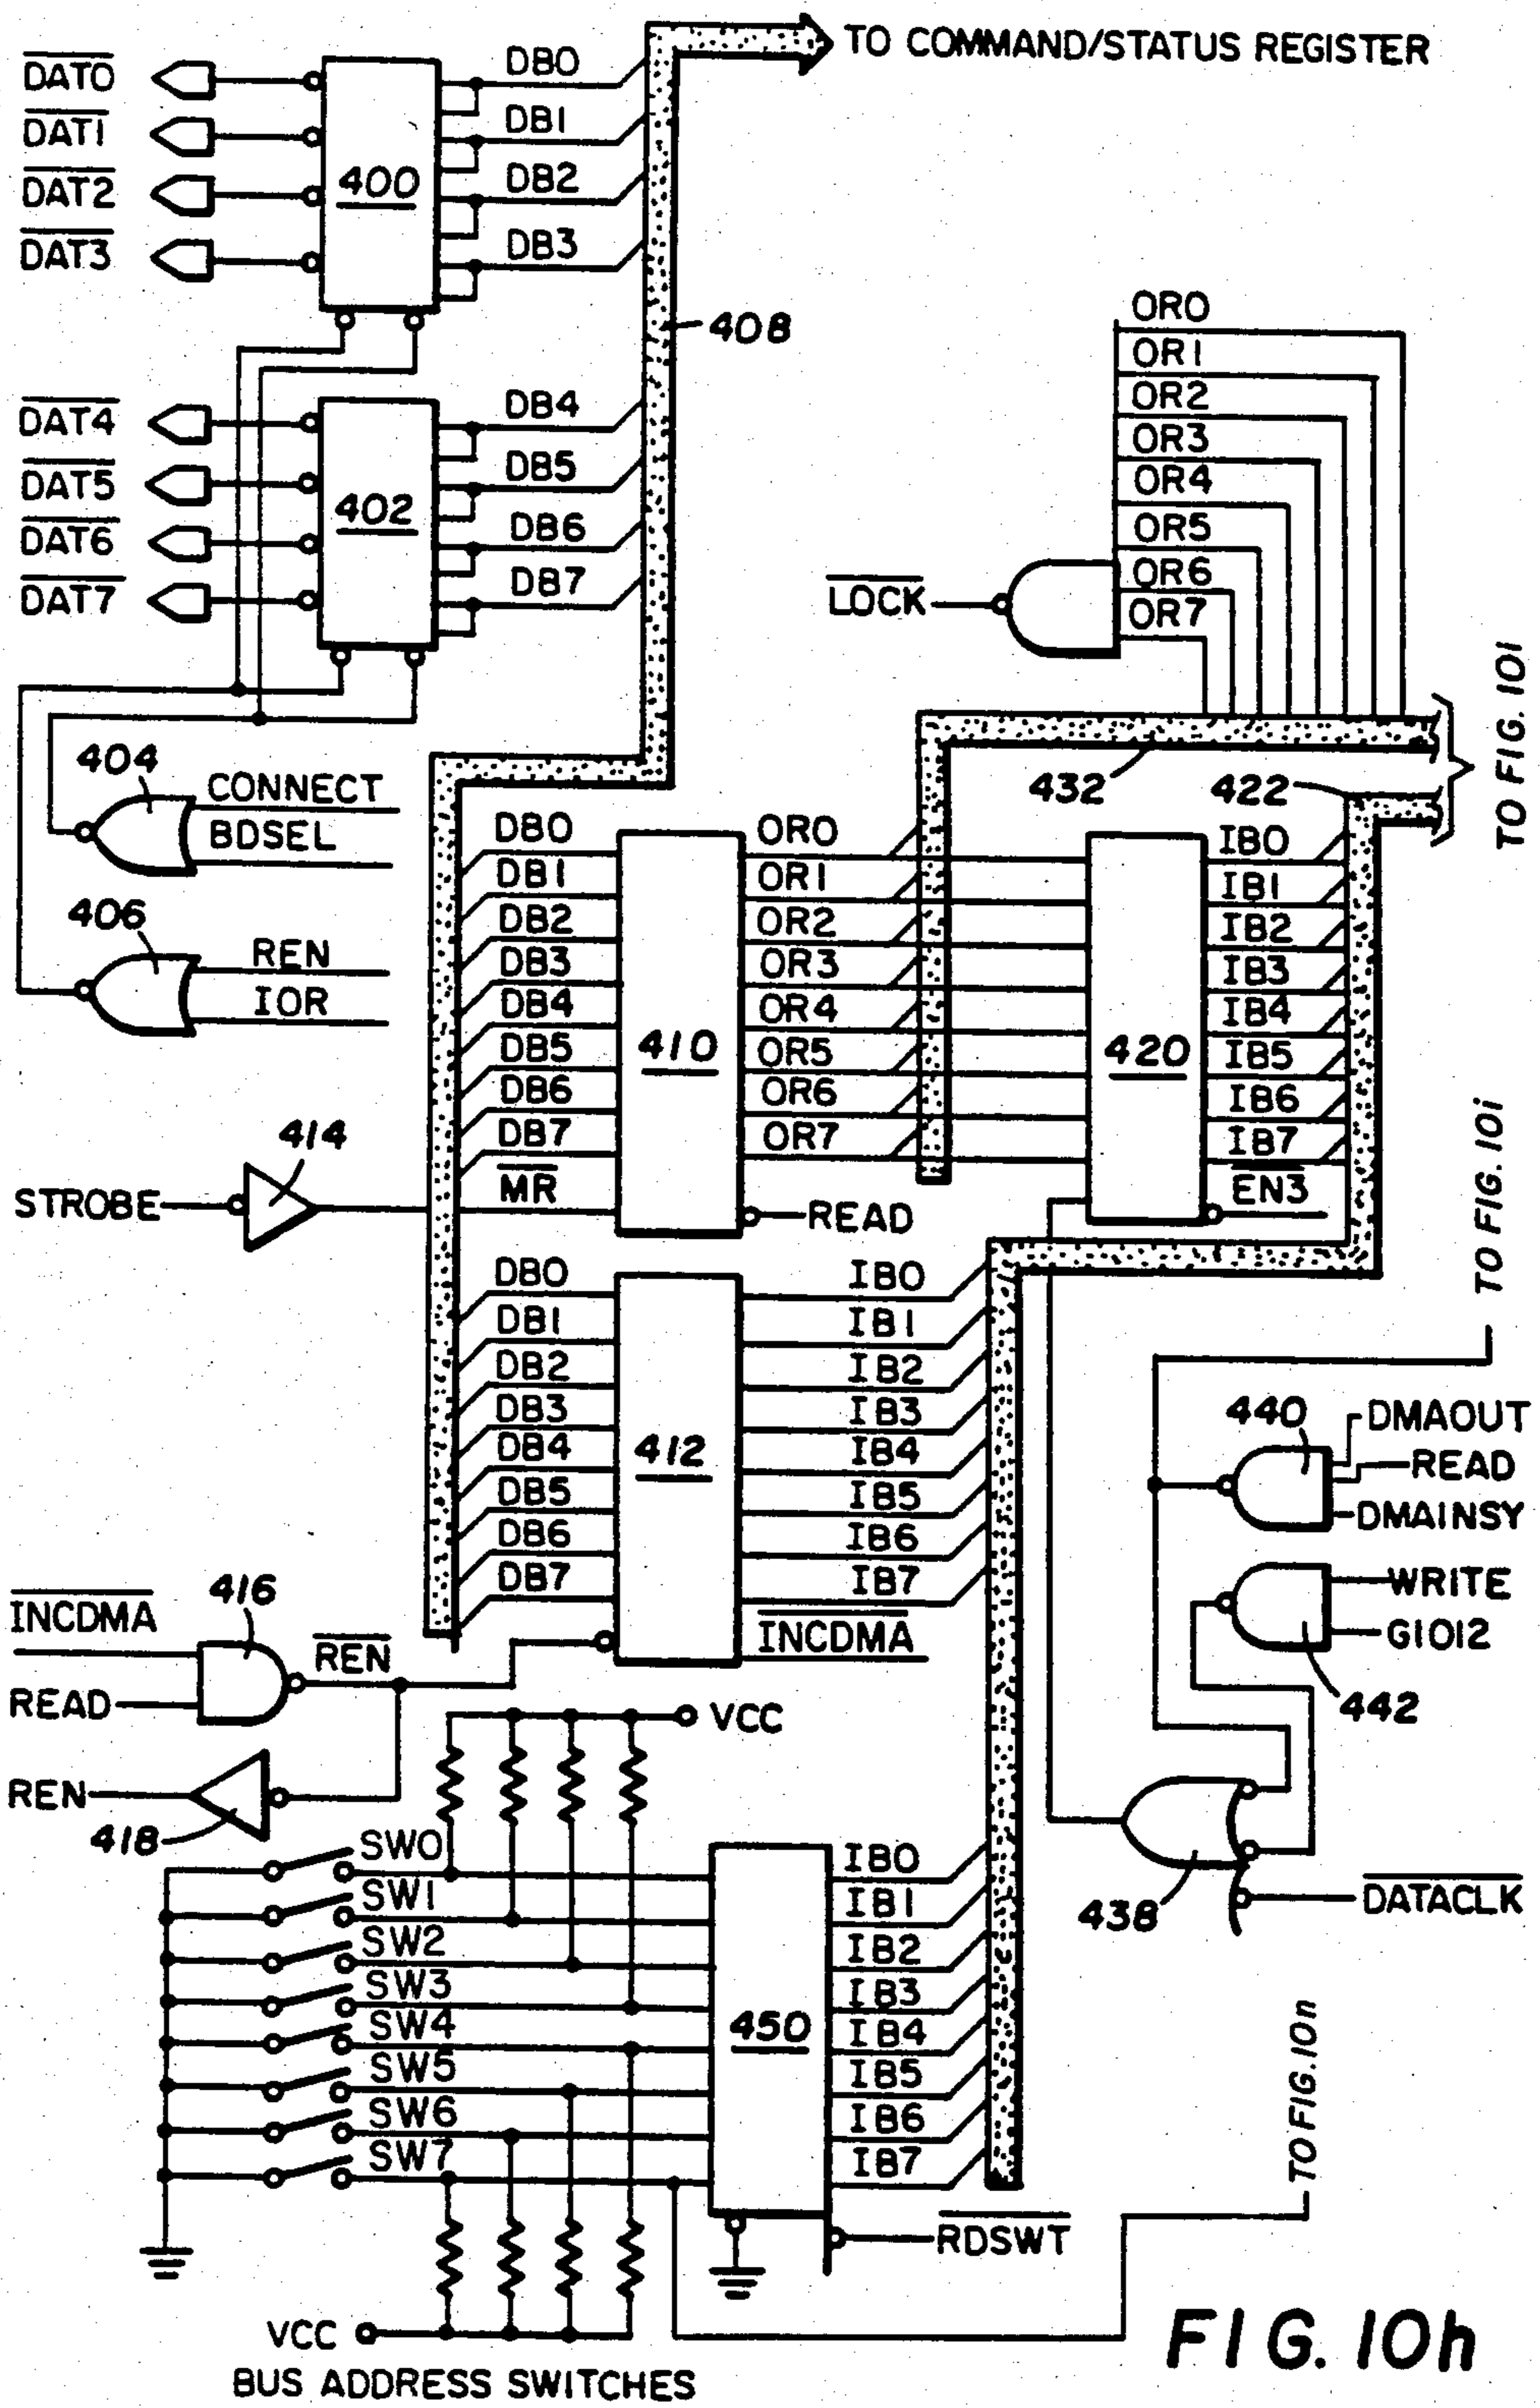 TO COMMAND/STATUS REGISTER
DAT0
DAT1
DAT2
DAT3
400
DB0
DB1
DB2
DB3
408
DAT4
DAT5
DAT6
DAT7
402
DB4
DB5
DB6
DB7
OR0
OR1
OR2
OR3
OR4
OR5
OR6
OR7
LOCK
432
422
TO FIG. 10I
404
CONNECT
BDSEL
406
REN
IOR
414
STROBE
DB0
DB1
DB2
DB3
DB4
DB5
DB6
DB7
MR
410
OR0
OR1
OR2
OR3
OR4
OR5
OR6
OR7
READ
420
IB0
IB1
IB2
IB3
IB4
IB5
IB6
IB7
EN3
TO FIG. 10i
DB0
DB1
DB2
DB3
DB4
DB5
DB6
DB7
412
IB0
IB1
IB2
IB3
IB4
IB5
IB6
IB7
INCDMA
440
DMAOUT
READ
DMAINSY
WRITE
G1012
442
INCDMA
416
REN
READ
REN
418
VCC
438
DATACLK
SW0
SW1
SW2
SW3
SW4
SW5
SW6
SW7
450
IB0
IB1
IB2
IB3
IB4
IB5
IB6
IB7
RDSWT
TO FIG. 10n
VCC
BUS ADDRESS SWITCHES
FIG. 10h